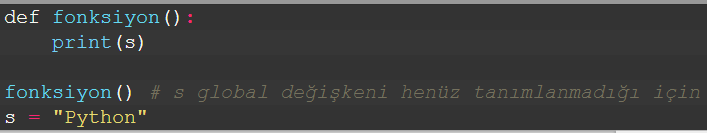 def fonksiyon():
    print(s)
fonksiyon() # s global değişkeni henüz tanımlanmadığı için
s = "Python"